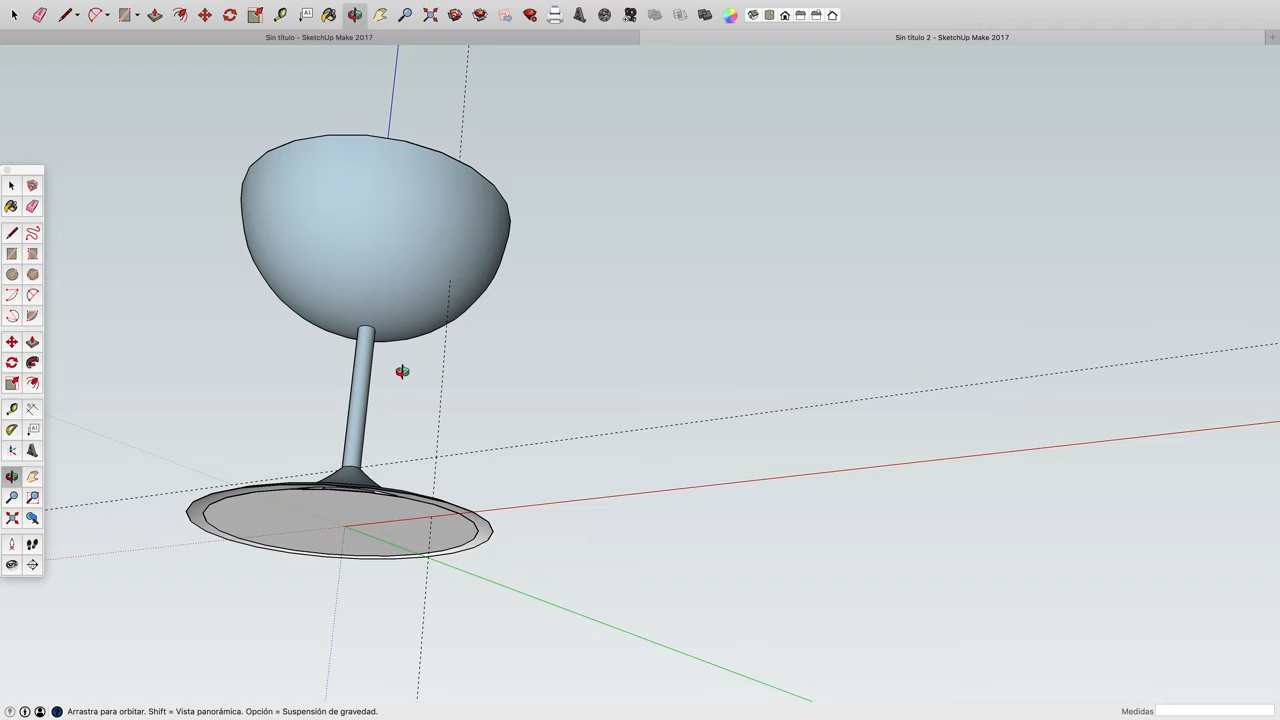 Sin título - SketchUp Make 2017
Sin título 2 - SketchUp Make 2017
Arrastra para orbitar. Shift = Vista panorámica. Opción = Suspensión de gravedad.
Medidas